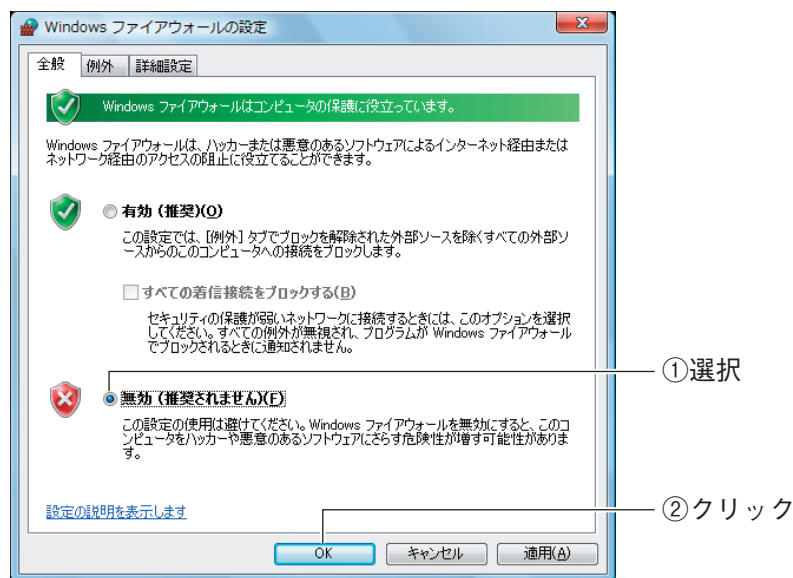 Windows ファイアウォールの設定
全般 例外 詳細設定
Windows ファイアウォールはコンピュータの保護に役立っています。
Windows ファイアウォールは、ハッカーまたは悪意のあるソフトウェアによるインターネット経由または
ネットワーク経由のアクセスの阻止に役立てることができます。
有効 (推奨)(O)
この設定では、[例外] タブでブロックを解除された外部ソースを除くすべての外部ソ
ースからのこのコンピュータへの接続をブロックします。
すべての着信接続をブロックする(B)
セキュリティの保護が弱いネットワークに接続するときには、このオプションを選択
してください。すべての例外が無視され、プログラムが Windows ファイアウォール
でブロックされるときに通知されません。
①選択
無効 (推奨されません)(F)
この設定の使用は避けてください。Windows ファイアウォールを無効にすると、このコ
ンピュータをハッカーや悪意のあるソフトウェアにさらす危険性が増す可能性がありま
す。
設定の説明を表示します
②クリック
OK キャンセル 適用(A)